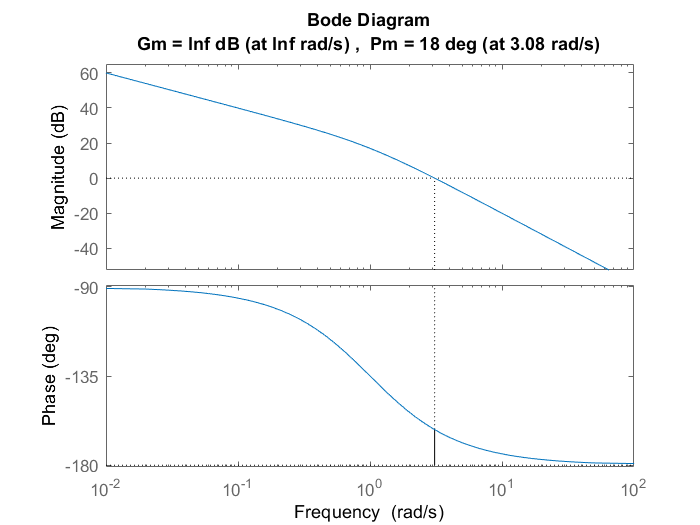 Bode Diagram
Gm = Inf dB (at Inf rad/s) ,  Pm = 18 deg (at 3.08 rad/s)
Magnitude (dB)
60
40
20
0
-20
-40
Phase (deg)
-90
-135
-180
10^-2
10^-1
10^0
10^1
10^2
Frequency  (rad/s)